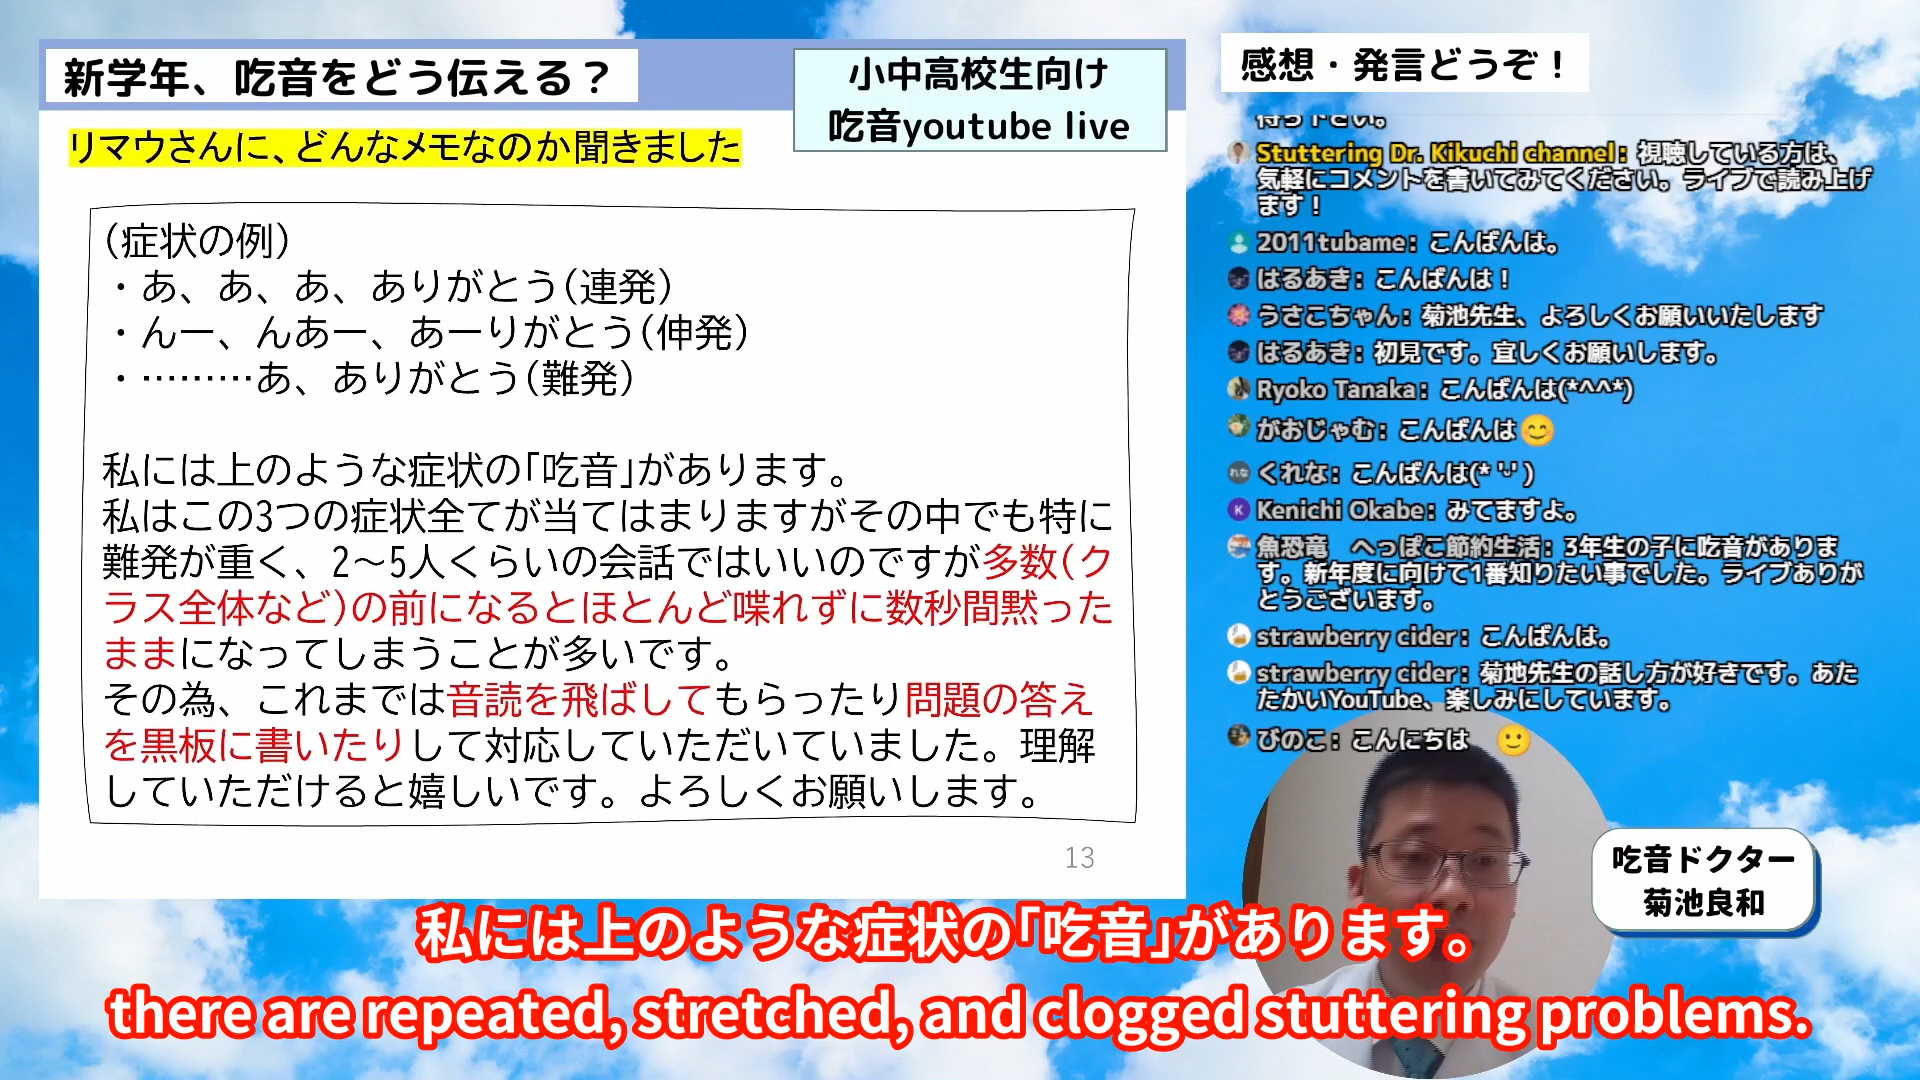 新学年、吃音をどう伝える？
小中高校生向け
吃音youtube live
リマウさんに、どんなメモなのか聞きました
（症状の例）
・あ、あ、あ、ありがとう（連発）
・んー、んあー、あーりがとう（伸発）
・………あ、ありがとう（難発）
私には上のような症状の「吃音」があります。
私はこの3つの症状全てが当てはまりますがその中でも特に
難発が重く、2～5人くらいの会話ではいいのですが多数（ク
ラス全体など）の前になるとほとんど喋れずに数秒間黙った
ままになってしまうことが多いです。
その為、これまでは音読を飛ばしてもらったり問題の答え
を黒板に書いたりして対応していただいていました。理解
していただけると嬉しいです。よろしくお願いします。
13
感想・発言どうぞ！
Stuttering Dr. Kikuchi channel: 視聴している方は、
気軽にコメントを書いてみてください。ライブで読み上げ
ます！
2011tubame: こんばんは。
はるあき: こんばんは！
うさこちゃん: 菊池先生、よろしくお願いいたします
はるあき: 初見です。宜しくお願いします。
Ryoko Tanaka: こんばんは(*^^*)
がおじゃむ: こんばんは😊
れな くれな: こんばんは(* 'ᵕ' )
K Kenichi Okabe: みてますよ。
魚恐竜　へっぽこ節約生活: 3年生の子に吃音がありま
す。新年度に向けて1番知りたい事でした。ライブありが
とうございます。
strawberry cider: こんばんは。
strawberry cider: 菊地先生の話し方が好きです。あた
たかいYouTube、楽しみにしています。
びのこ: こんにちは 🙂
吃音ドクター
菊池良和
私には上のような症状の「吃音」があります。
there are repeated, stretched, and clogged stuttering problems.